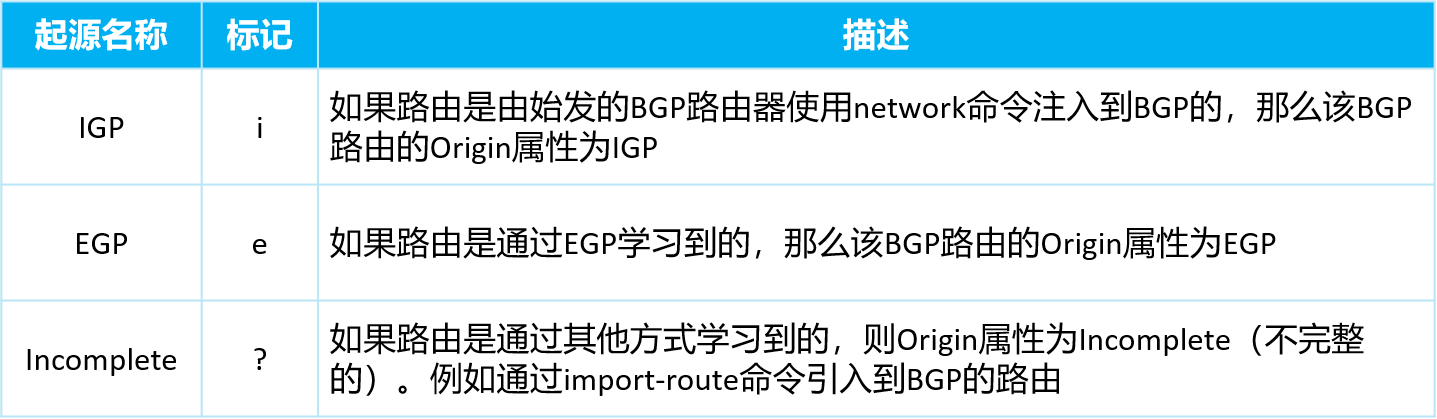 起源名称 标记 描述
IGP i 如果路由是由始发的BGP路由器使用network命令注入到BGP的，那么该BGP
路由的Origin属性为IGP
EGP e 如果路由是通过EGP学习到的，那么该BGP路由的Origin属性为EGP
Incomplete ? 如果路由是通过其他方式学习到的，则Origin属性为Incomplete（不完整
的）。例如通过import-route命令引入到BGP的路由